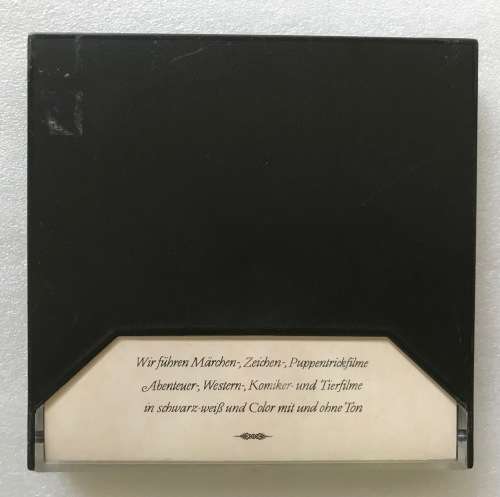 Wir führen Märchen-, Zeichen-, Puppentrickfilme
Abenteuer-, Western-, Komiker- und Tierfilme
in schwarz-weiß und Color mit und ohne Ton